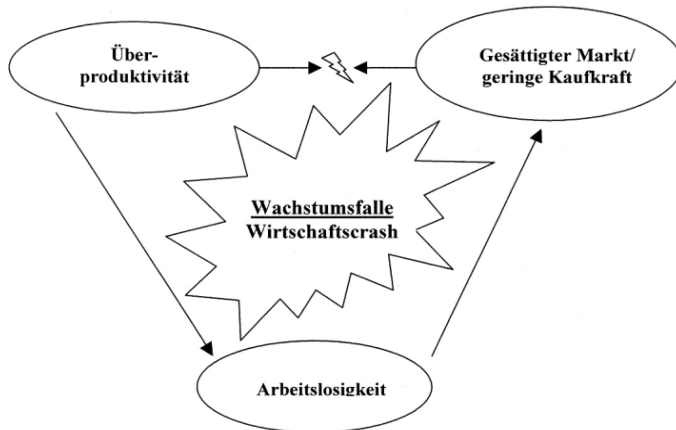 Über-
produktivität
Gesättigter Markt/
geringe Kaufkraft
Wachstumsfalle
Wirtschaftscrash
Arbeitslosigkeit